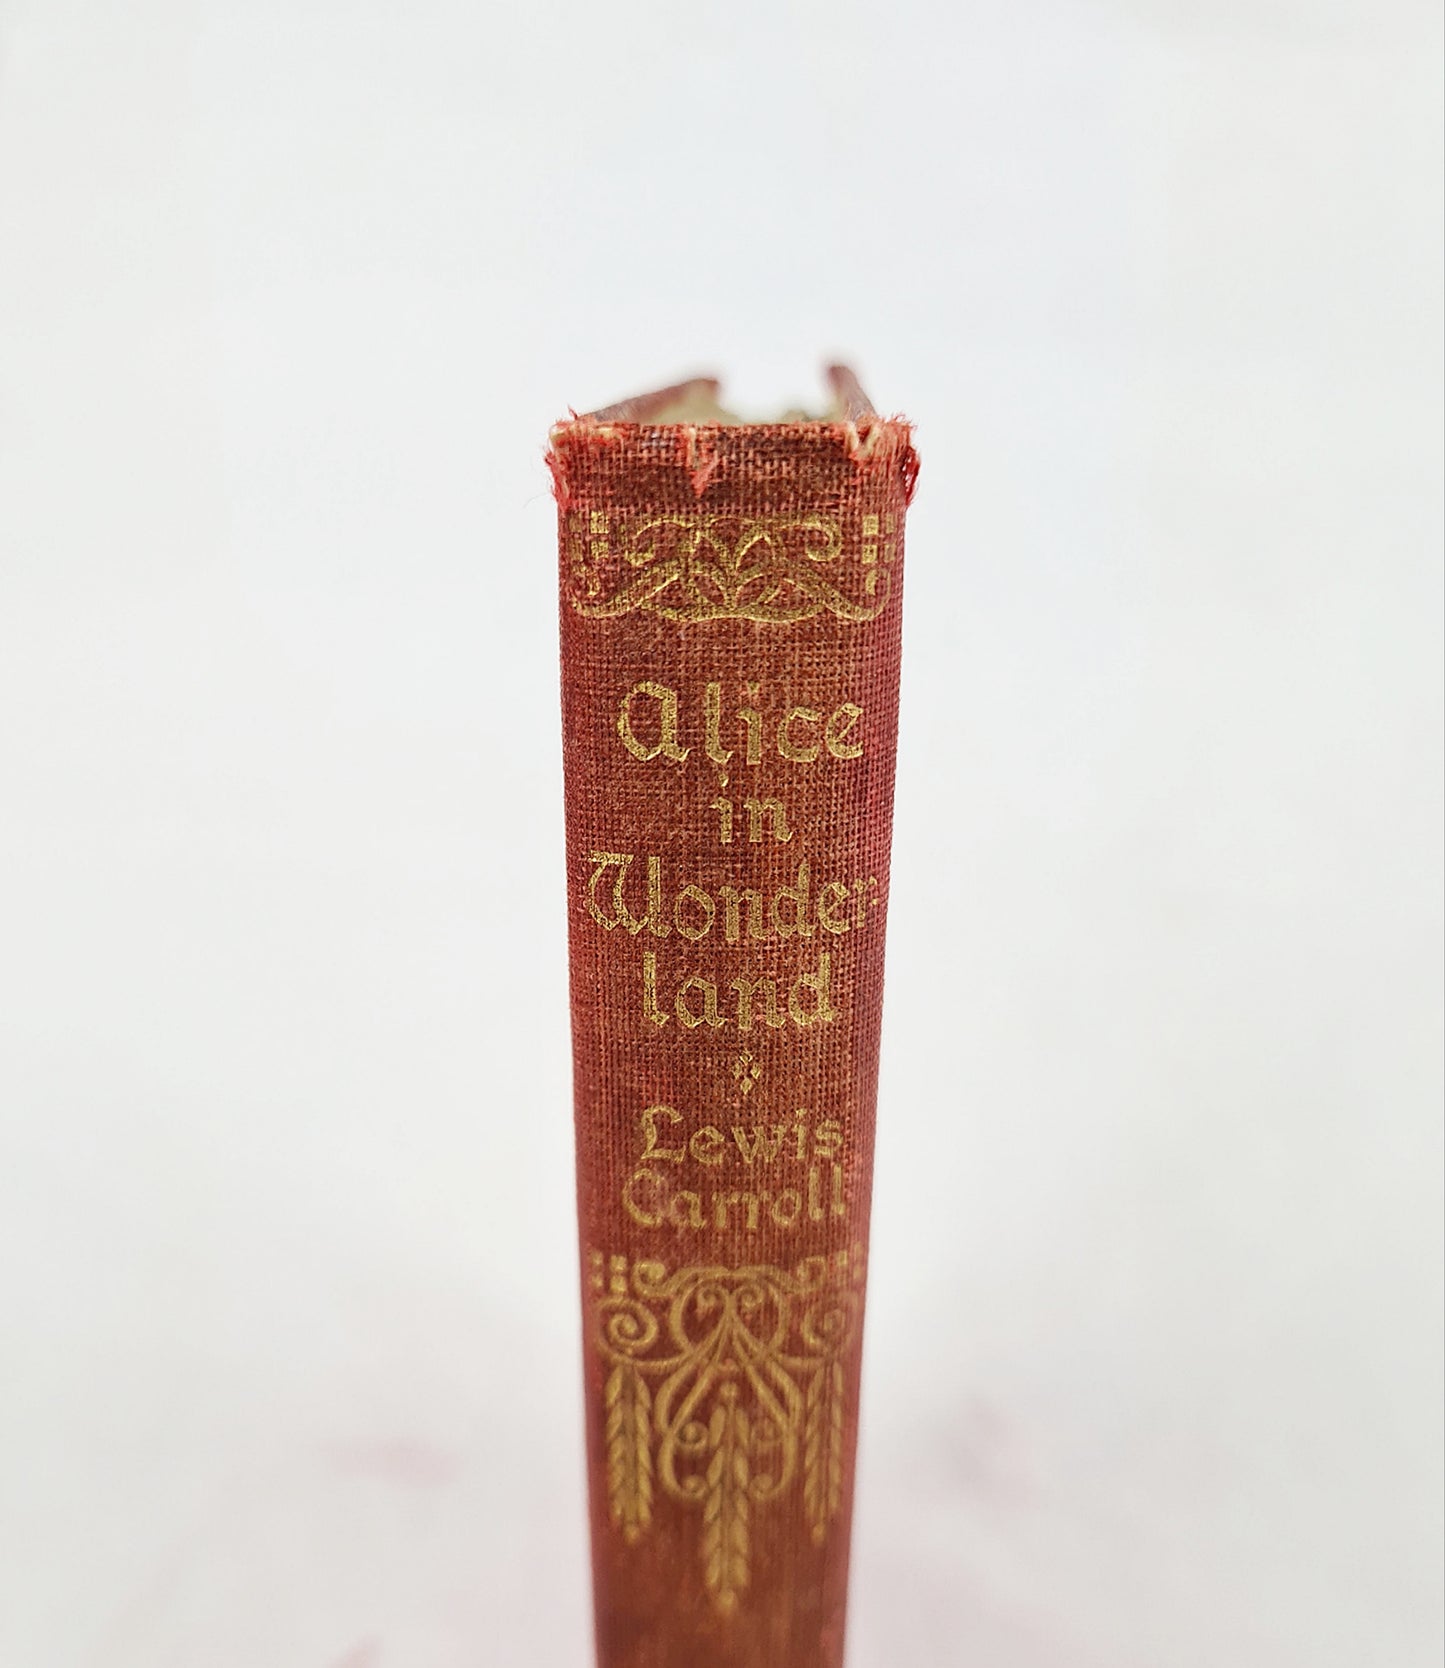 Alice
in
Wonder
land
Lewis
Carroll